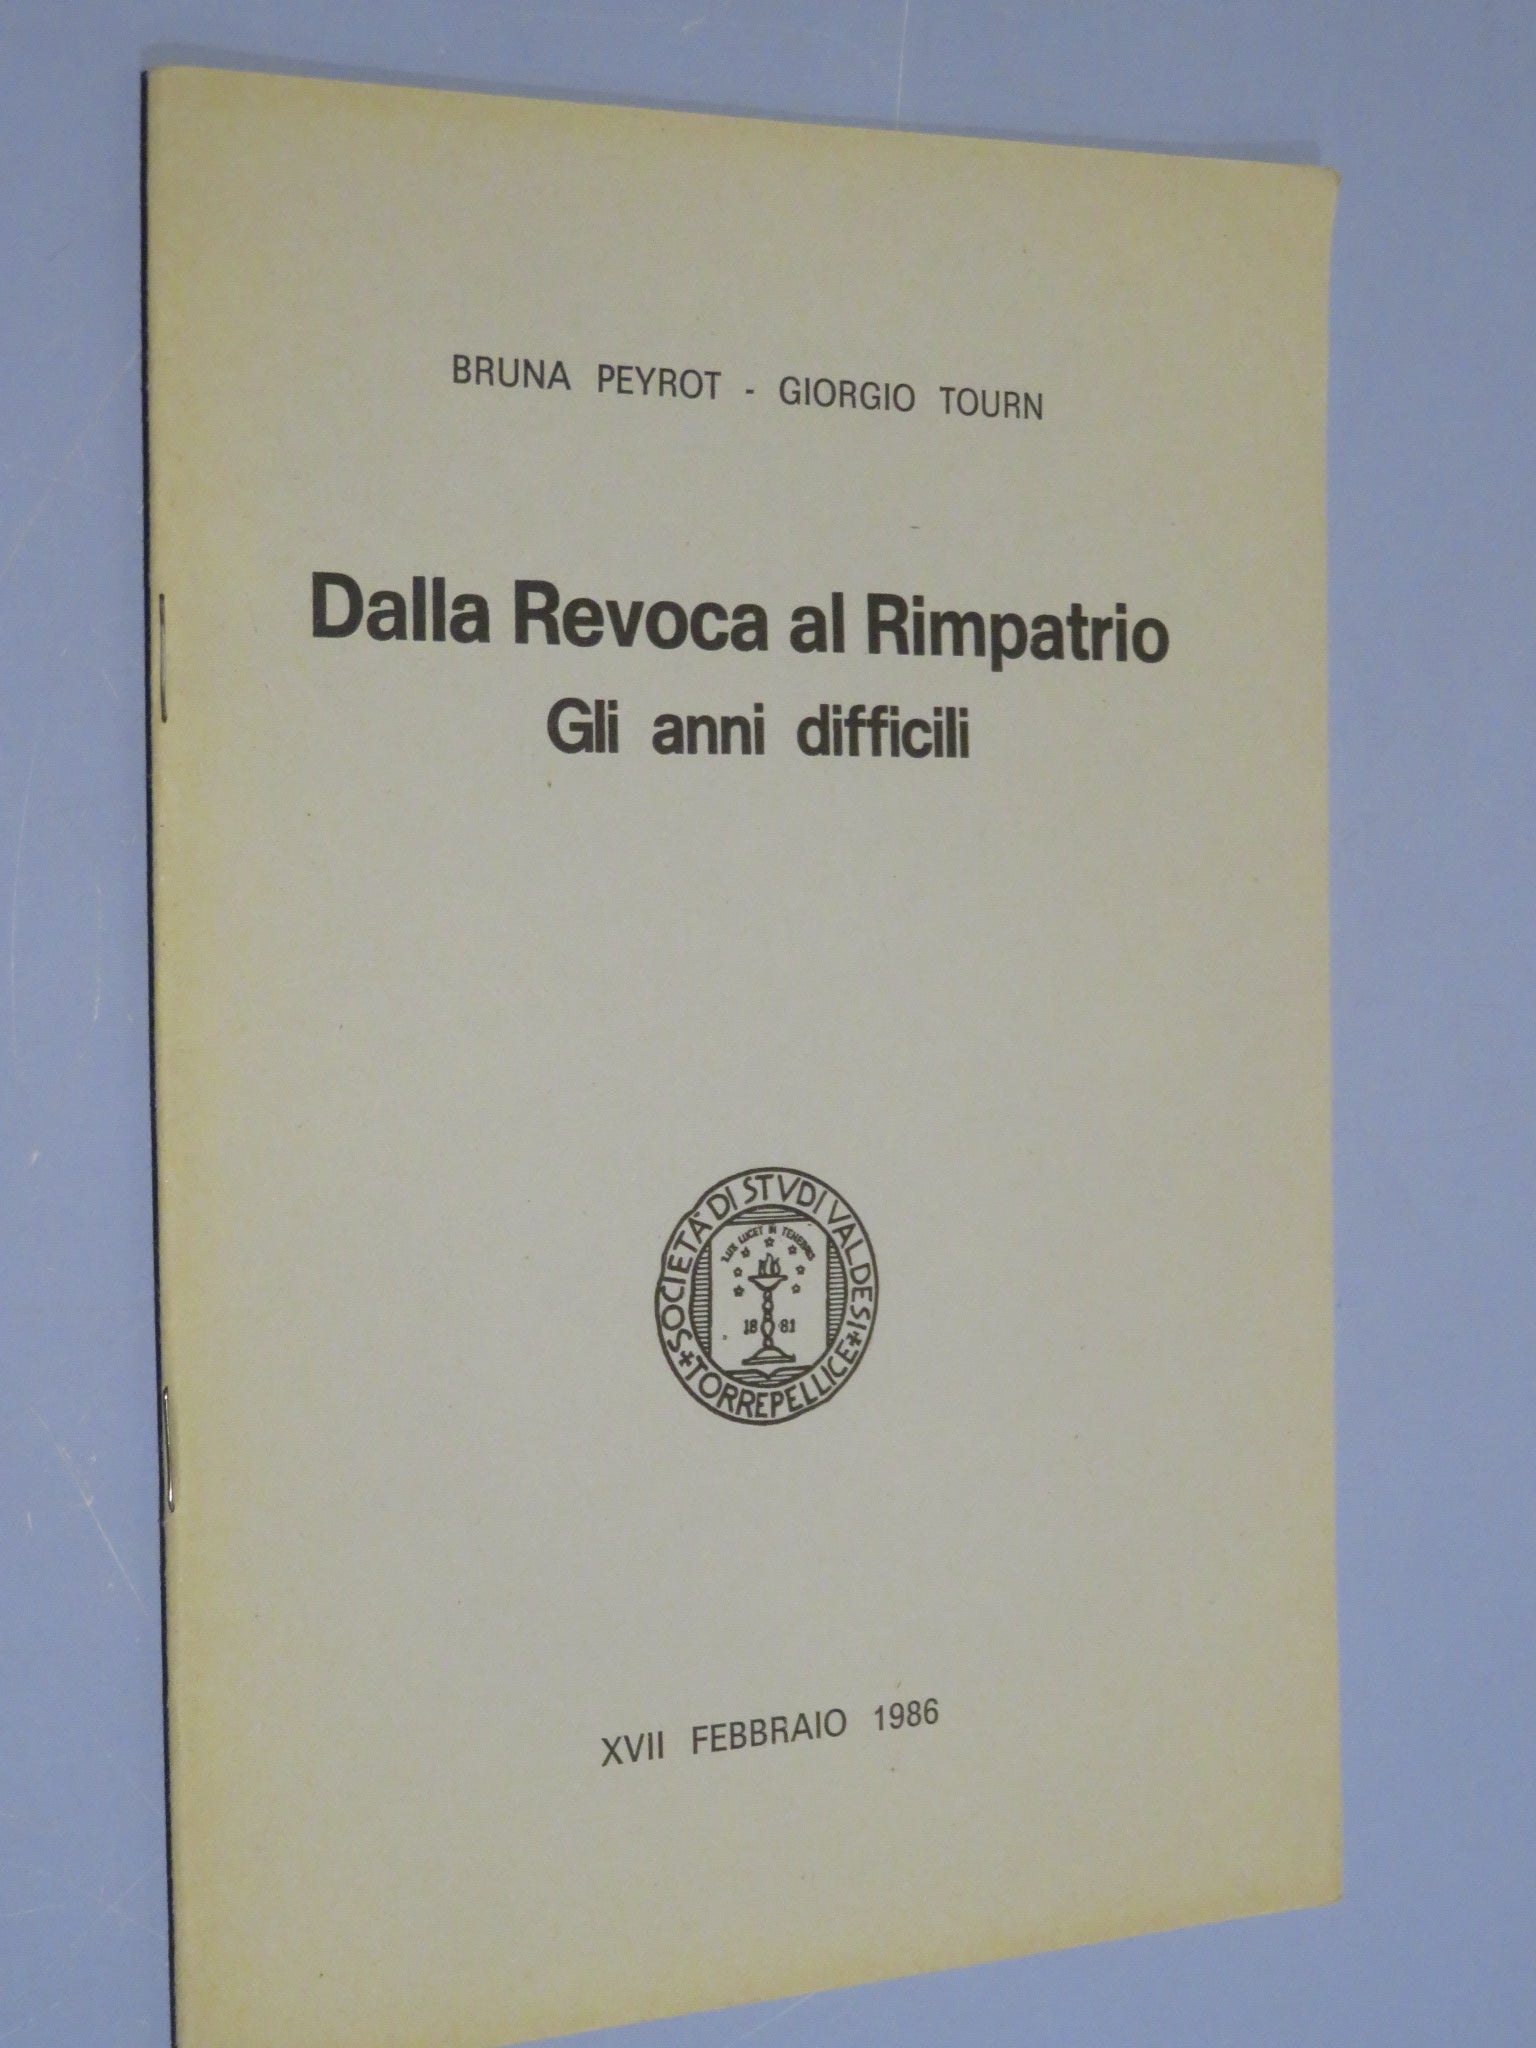 BRUNA PEYROT - GIORGIO TOURN
Dalla Revoca al Rimpatrio
Gli anni difficili
SOCIETÀ DI STVDI VALDESI
LUX LUCET IN TENEBRIS
18 81
TORREPELLICE
XVII FEBBRAIO 1986